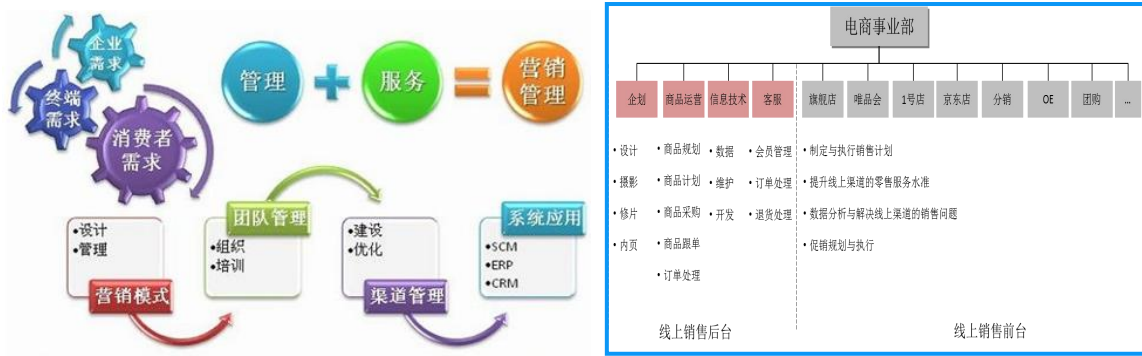 企业
需求
终端
需求
消费者
需求
管理
服务
营销
管理
•设计
•管理
营销模式
团队管理
•组织
•培训
•建设
•优化
渠道管理
系统应用
•SCM
•ERP
•CRM
电商事业部
企划
商品运营
信息技术
客服
旗舰店
唯品会
1号店
京东店
分销
OE
团购
...
• 设计
• 摄影
• 修片
• 内页
• 商品规划
• 商品计划
• 商品采购
• 商品跟单
• 订单处理
• 数据
• 维护
• 开发
• 会员管理
• 订单处理
• 退货处理
• 制定与执行销售计划
• 提升线上渠道的零售服务水准
• 数据分析与解决线上渠道的销售问题
• 促销规划与执行
线上销售后台
线上销售前台